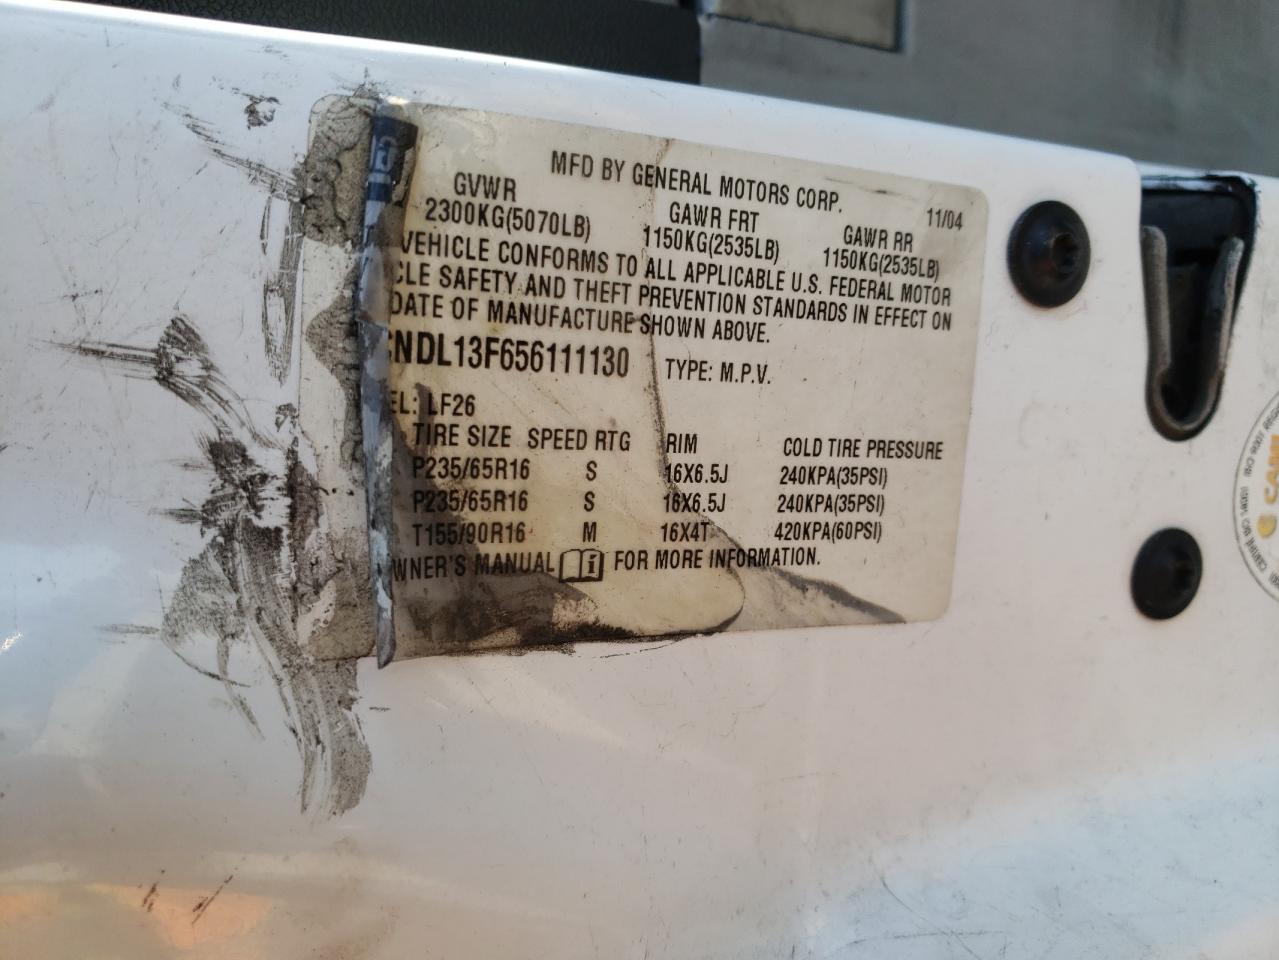 MFD BY GENERAL MOTORS CORP.
11/04
GVWR GAWR FRT GAWR RR
2300KG(5070LB) 1150KG(2535LB) 1150KG(2535LB)
VEHICLE CONFORMS TO ALL APPLICABLE U.S. FEDERAL MOTOR
CLE SAFETY AND THEFT PREVENTION STANDARDS IN EFFECT ON
DATE OF MANUFACTURE SHOWN ABOVE.
NDL13F656111130 TYPE: M.P.V.
EL: LF26
TIRE SIZE SPEED RTG RIM COLD TIRE PRESSURE
P235/65R16 S 16X6.5J 240KPA(35PSI)
P235/65R16 S 16X6.5J 240KPA(35PSI)
T155/90R16 M 16X4T 420KPA(60PSI)
WNER'S MANUAL FOR MORE INFORMATION.